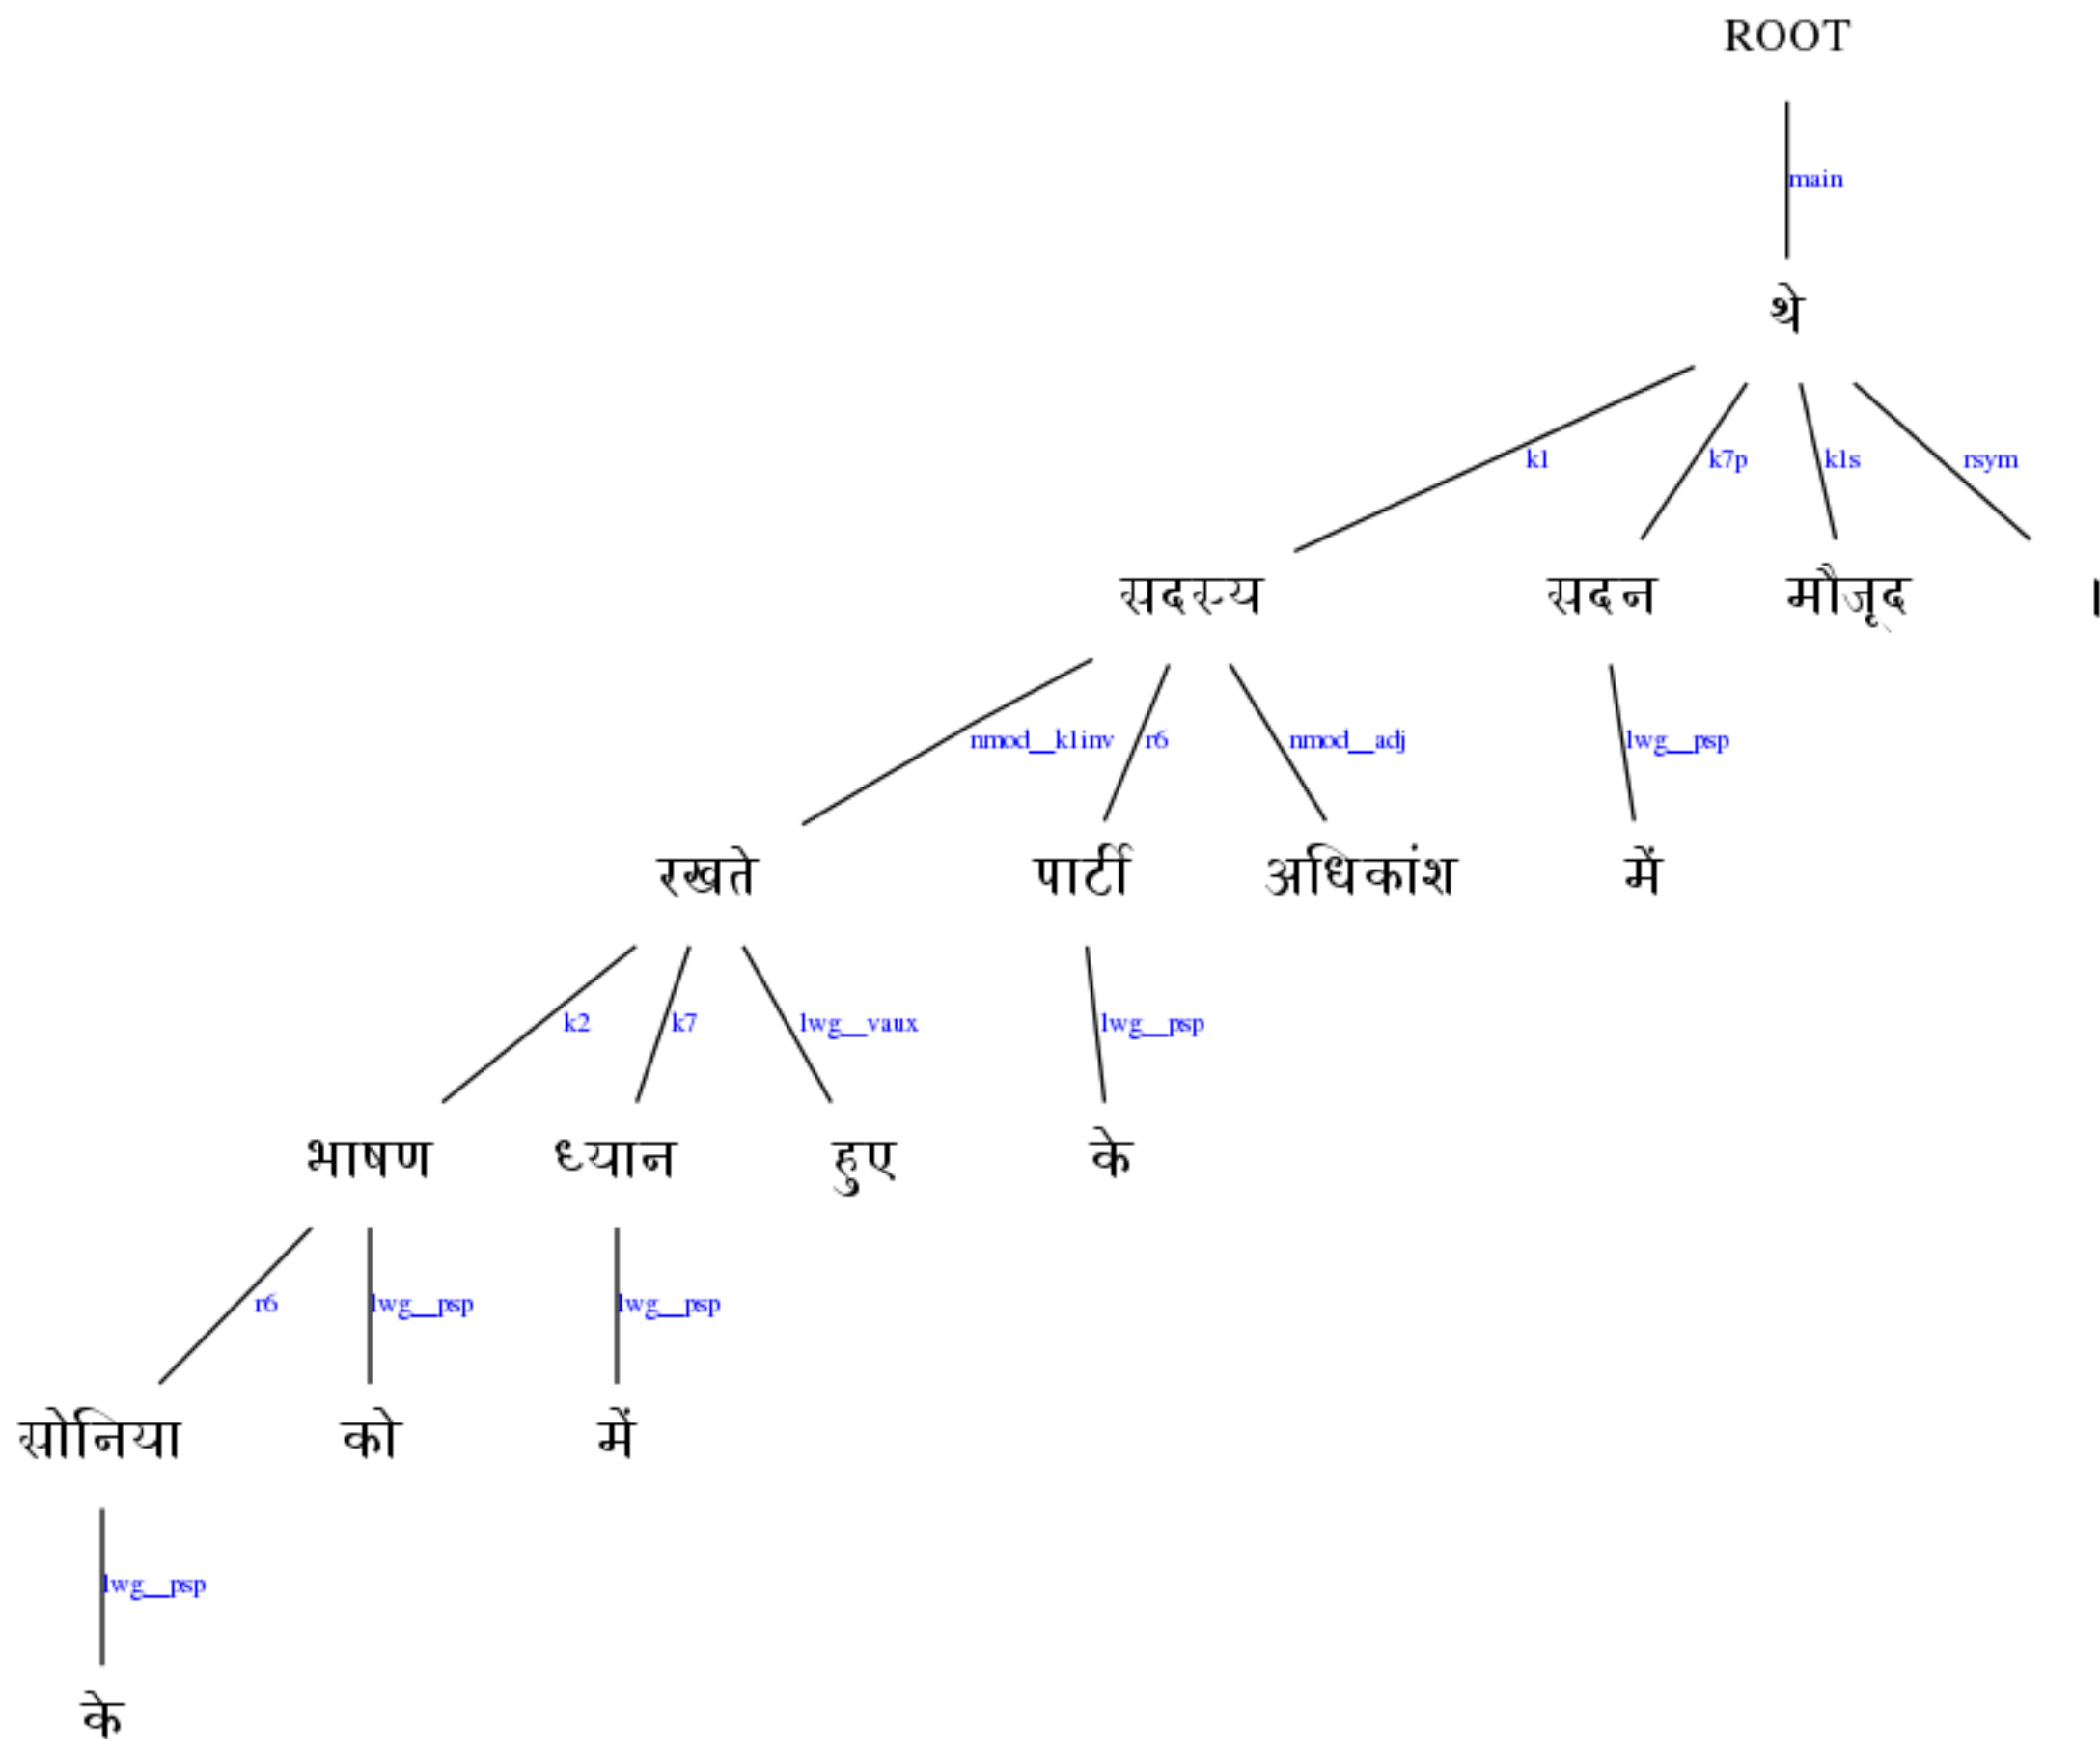 ROOT
main
थे
k1 k7p k1s rsym
सदस्य सदन मौजूद ।
nmod__k1inv r6 nmod__adj lwg__psp
रखते पार्टी अधिकांश में
k2 k7 lwg__vaux lwg__psp
भाषण ध्यान हुए के
r6 lwg__psp lwg__psp
सोनिया को में
lwg__psp
के